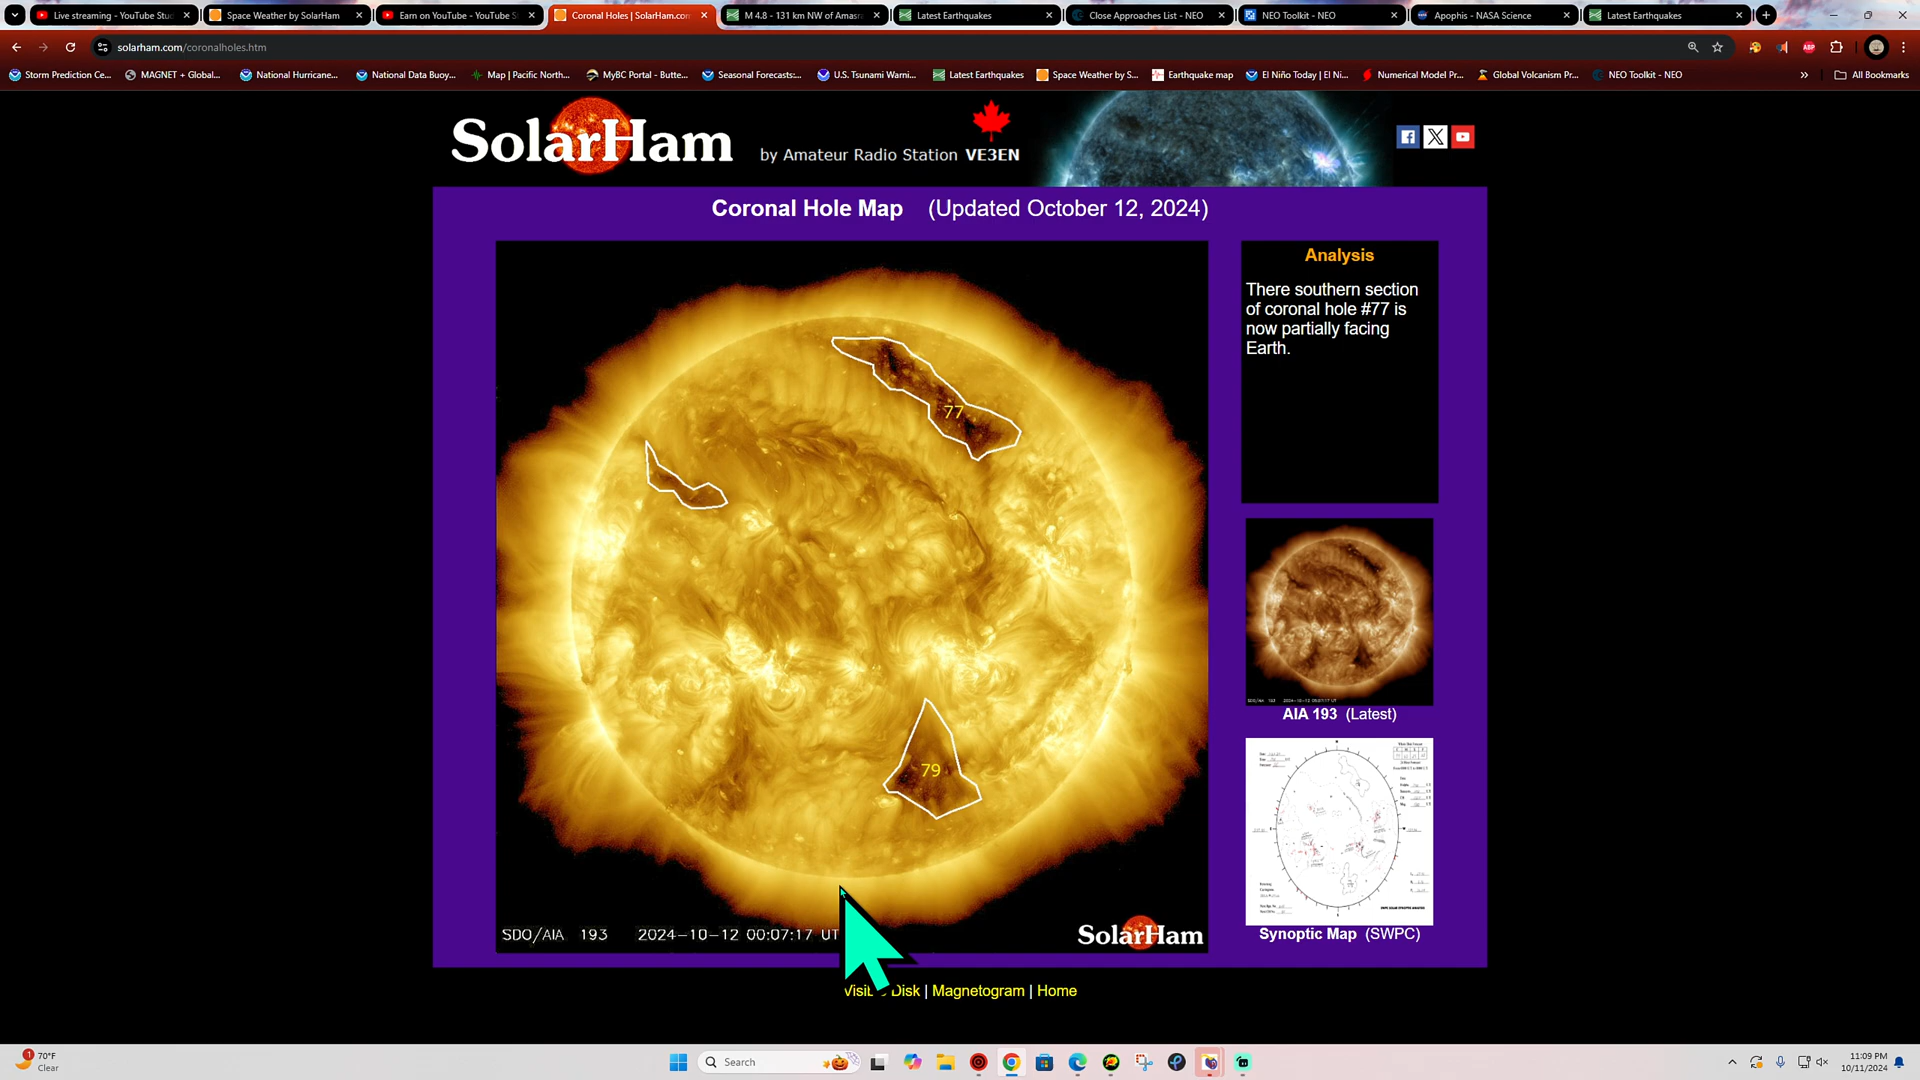 Live streaming - YouTube Stud
Space Weather by SolarHam
Earn on YouTube - YouTube S
Coronal Holes | SolarHam.com
M 4.8 - 131 km NW of Amasra
Latest Earthquakes
Close Approaches List - NEO
NEO Toolkit - NEO
Apophis - NASA Science
Latest Earthquakes
solarham.com/coronalholes.htm
Storm Prediction Ce...
MAGNET + Global...
National Hurricane...
National Data Buoy...
Map | Pacific North...
MyBC Portal - Butte...
Seasonal Forecasts:...
U.S. Tsunami Warni...
Latest Earthquakes
Space Weather by S...
Earthquake map
El Niño Today | El Ni...
Numerical Model Pr...
Global Volcanism Pr...
NEO Toolkit - NEO
All Bookmarks
SolarHam
by Amateur Radio Station VE3EN
Coronal Hole Map (Updated October 12, 2024)
Analysis
There southern section
of coronal hole #77 is
now partially facing
Earth.
77
79
SDO/AIA 193 2024-10-12 00:07:17 UT
SolarHam
AIA 193 (Latest)
Synoptic Map (SWPC)
Disk | Magnetogram | Home
1
70°F
Clear
Search
11:09 PM
10/11/2024